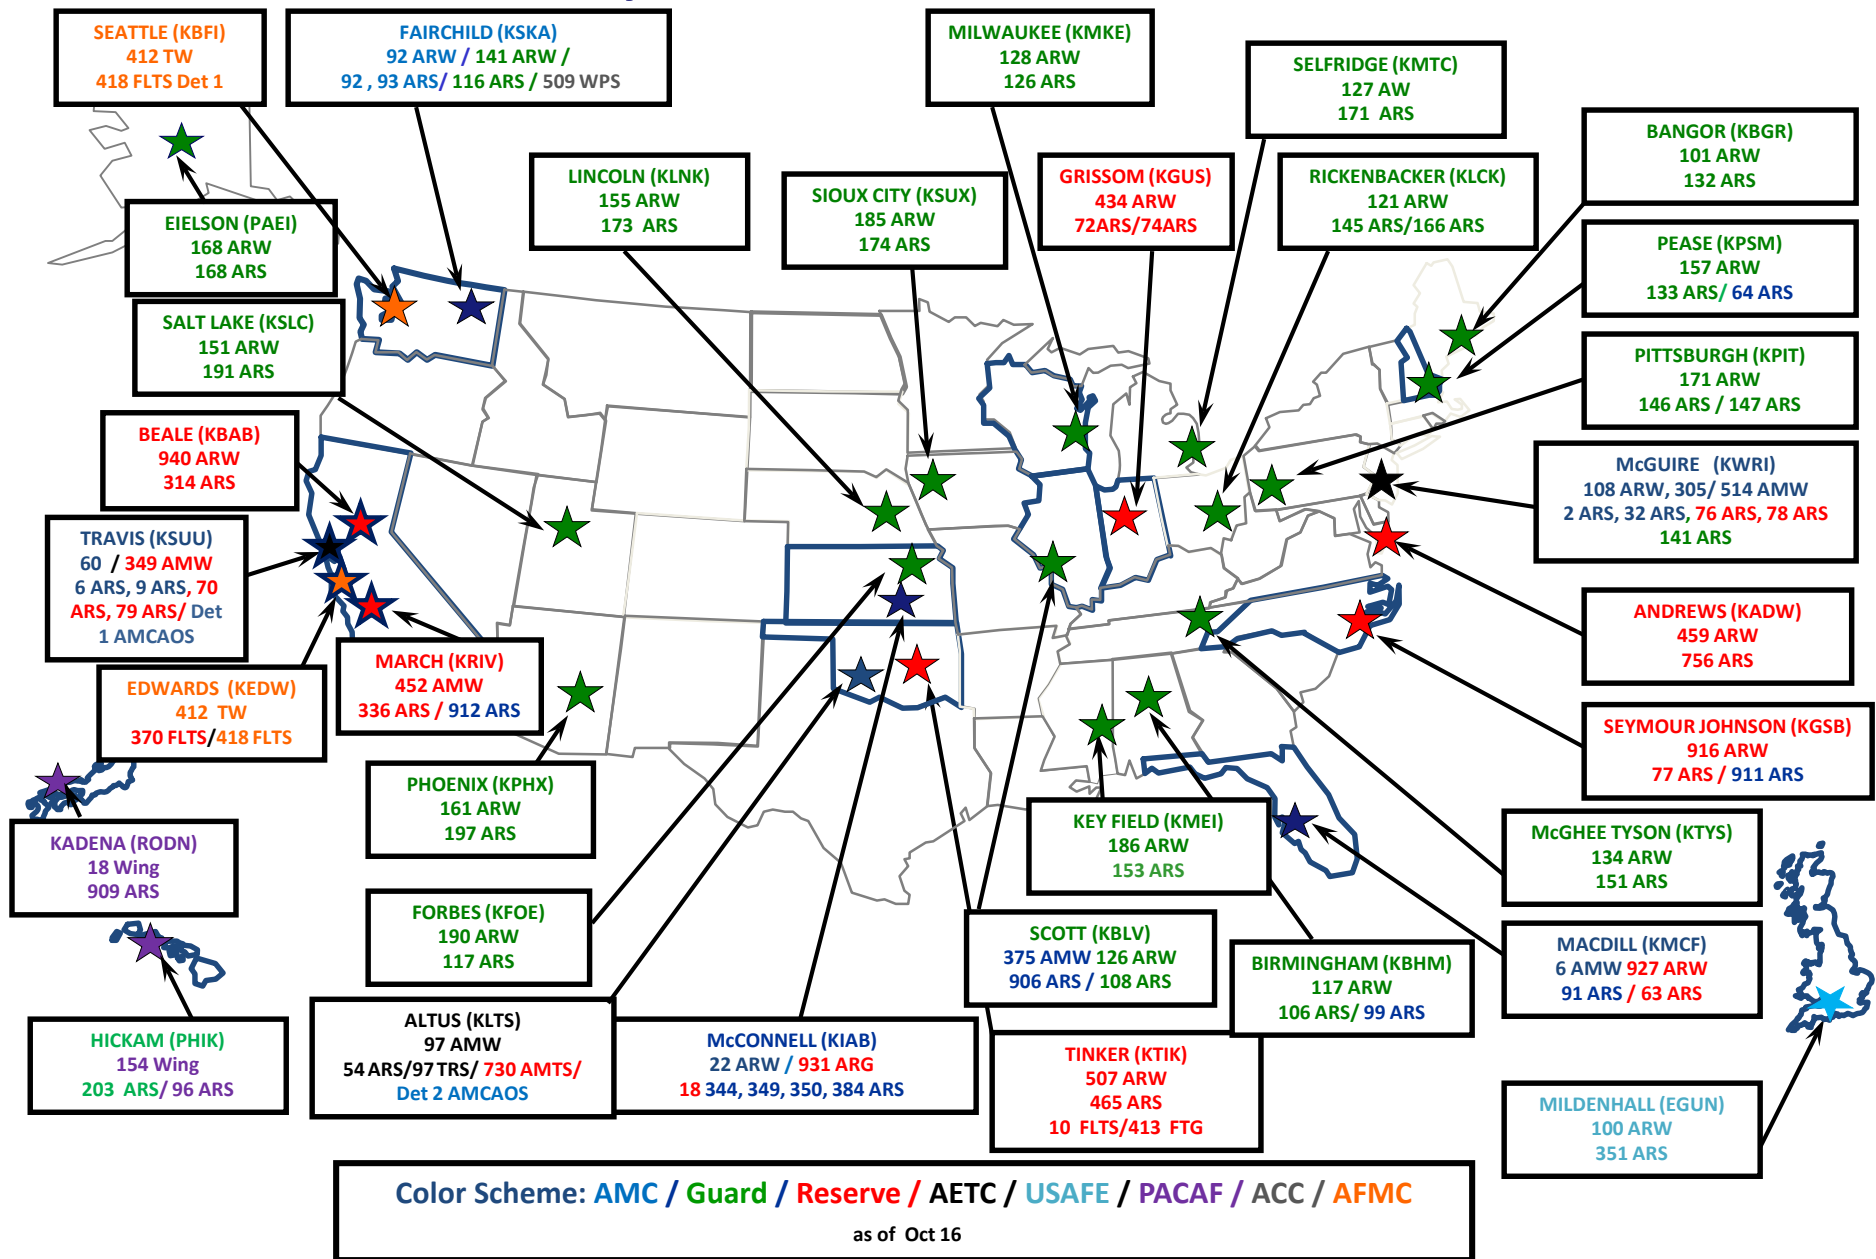 SEATTLE (KBFI)
412 TW
418 FLTS Det 1
FAIRCHILD (KSKA)
92 ARW / 141 ARW /
92 , 93 ARS/ 116 ARS / 509 WPS
MILWAUKEE (KMKE)
128 ARW
126 ARS
SELFRIDGE (KMTC)
127 AW
171 ARS
BANGOR (KBGR)
101 ARW
132 ARS
EIELSON (PAEI)
168 ARW
168 ARS
LINCOLN (KLNK)
155 ARW
173 ARS
SIOUX CITY (KSUX)
185 ARW
174 ARS
GRISSOM (KGUS)
434 ARW
72ARS/74ARS
RICKENBACKER (KLCK)
121 ARW
145 ARS/166 ARS
PEASE (KPSM)
157 ARW
133 ARS/ 64 ARS
SALT LAKE (KSLC)
151 ARW
191 ARS
PITTSBURGH (KPIT)
171 ARW
146 ARS / 147 ARS
BEALE (KBAB)
940 ARW
314 ARS
McGUIRE (KWRI)
108 ARW, 305/ 514 AMW
2 ARS, 32 ARS, 76 ARS, 78 ARS
141 ARS
TRAVIS (KSUU)
60 / 349 AMW
6 ARS, 9 ARS, 70
ARS, 79 ARS/ Det
1 AMCAOS
ANDREWS (KADW)
459 ARW
756 ARS
MARCH (KRIV)
452 AMW
336 ARS / 912 ARS
EDWARDS (KEDW)
412 TW
370 FLTS/418 FLTS
SEYMOUR JOHNSON (KGSB)
916 ARW
77 ARS / 911 ARS
PHOENIX (KPHX)
161 ARW
197 ARS
KEY FIELD (KMEI)
186 ARW
153 ARS
McGHEE TYSON (KTYS)
134 ARW
151 ARS
KADENA (RODN)
18 Wing
909 ARS
FORBES (KFOE)
190 ARW
117 ARS
SCOTT (KBLV)
375 AMW 126 ARW
906 ARS / 108 ARS
BIRMINGHAM (KBHM)
117 ARW
106 ARS/ 99 ARS
MACDILL (KMCF)
6 AMW 927 ARW
91 ARS / 63 ARS
HICKAM (PHIK)
154 Wing
203 ARS/ 96 ARS
ALTUS (KLTS)
97 AMW
54 ARS/97 TRS/ 730 AMTS/
Det 2 AMCAOS
McCONNELL (KIAB)
22 ARW / 931 ARG
18 344, 349, 350, 384 ARS
TINKER (KTIK)
507 ARW
465 ARS
10 FLTS/413 FTG
MILDENHALL (EGUN)
100 ARW
351 ARS
Color Scheme: AMC / Guard / Reserve / AETC / USAFE / PACAF / ACC / AFMC
as of Oct 16